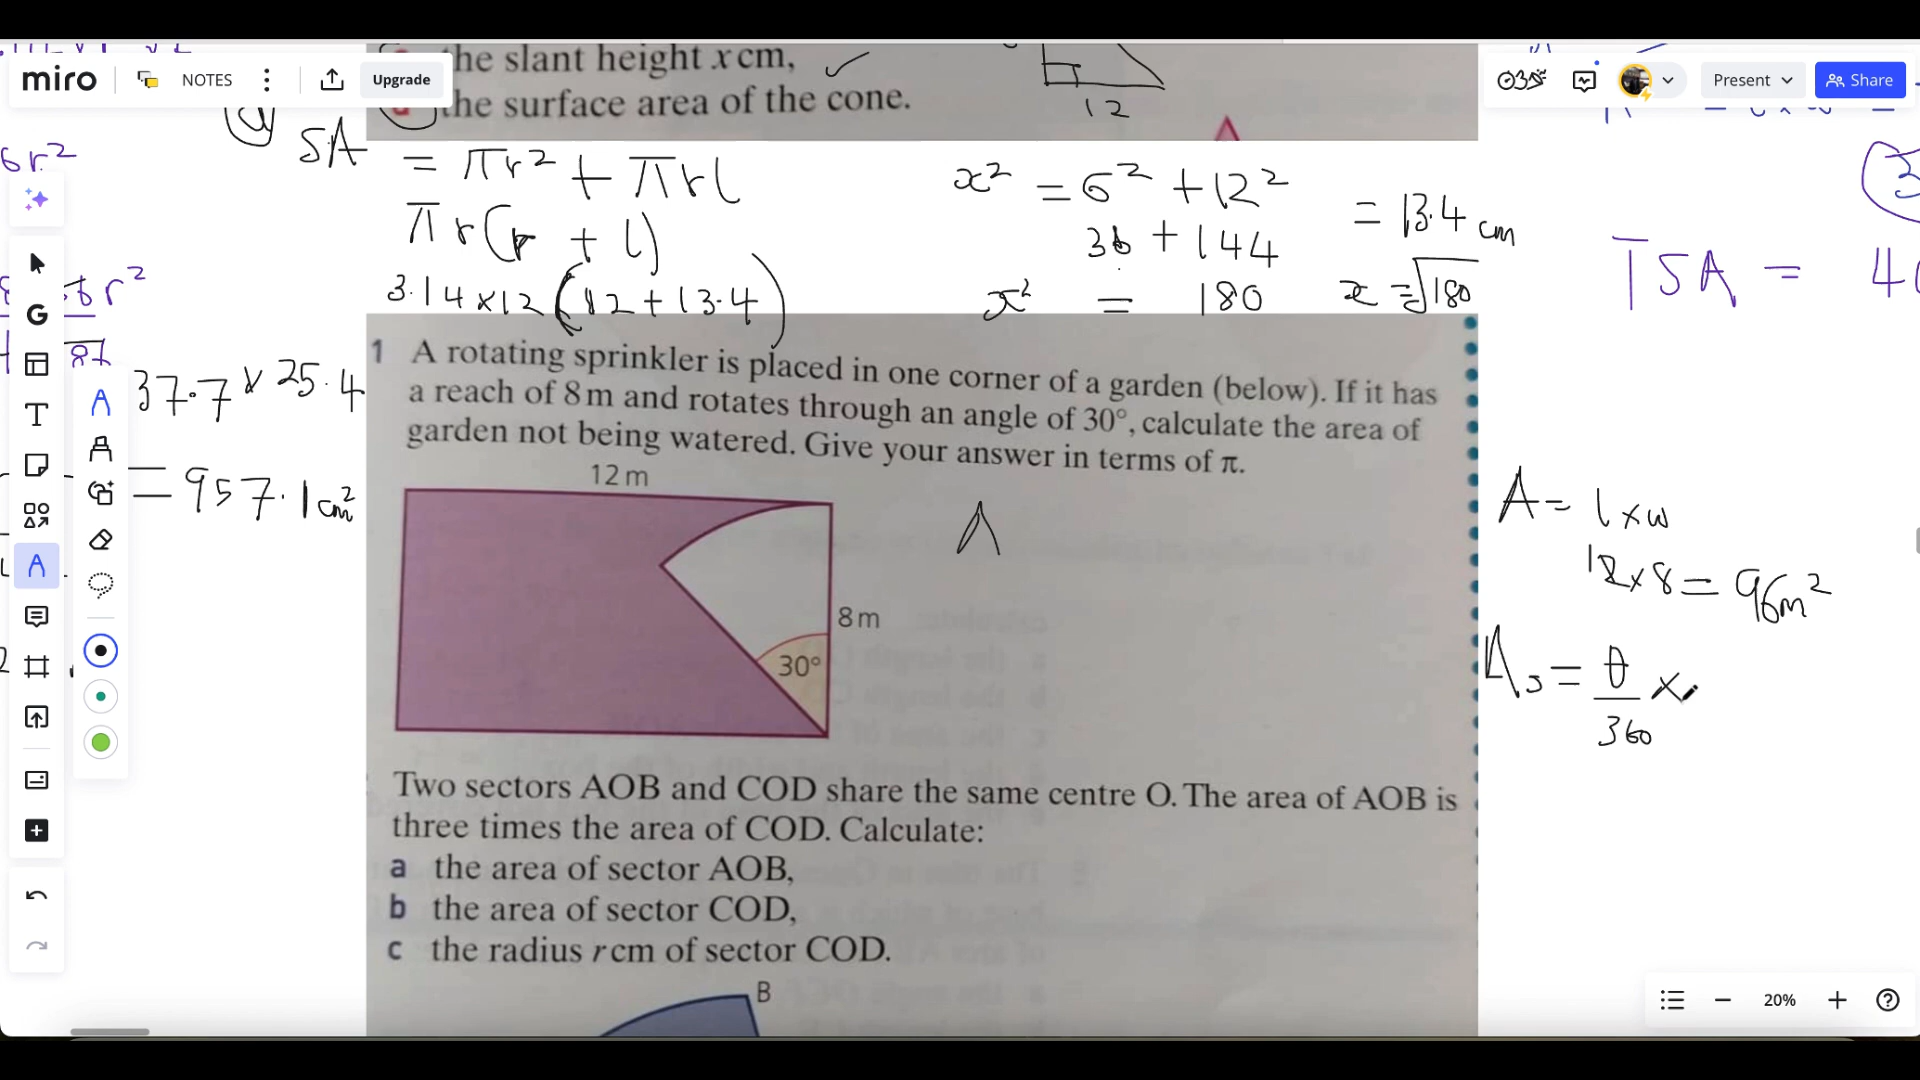 miro NOTES Upgrade
Present Share
he slant height x cm,
he surface area of the cone.
12
SA = πr² + πrl
πr(r + l)
3.14 x 12 (12 + 13.4)
37.7 x 25.4
= 957.1 cm²
x² = 6² + 12²
36 + 144
x² = 180
x = √180
= 13.4 cm
TSA =
6r²
1 A rotating sprinkler is placed in one corner of a garden (below). If it has
a reach of 8 m and rotates through an angle of 30°, calculate the area of
garden not being watered. Give your answer in terms of π.
12 m
8 m
30°
A
A = l x w
12 x 8 = 96m²
As = θ/360 x
Two sectors AOB and COD share the same centre O. The area of AOB is
three times the area of COD. Calculate:
a the area of sector AOB,
b the area of sector COD,
c the radius r cm of sector COD.
B
20%